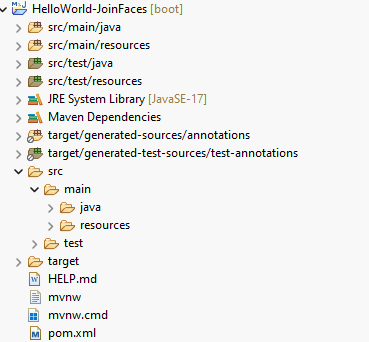 HelloWorld-JoinFaces [boot]
src/main/java
src/main/resources
src/test/java
src/test/resources
JRE System Library [JavaSE-17]
Maven Dependencies
target/generated-sources/annotations
target/generated-test-sources/test-annotations
src
main
java
resources
test
target
HELP.md
mvnw
mvnw.cmd
pom.xml